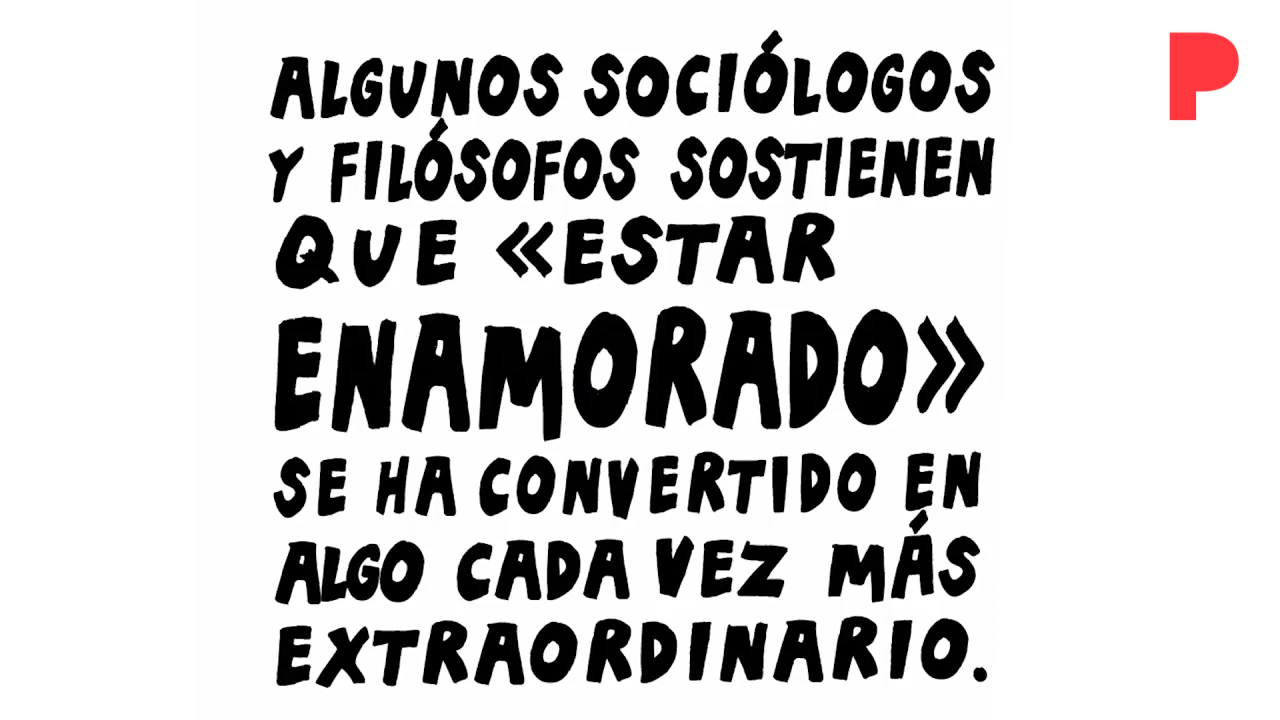 ALGUNOS SOCIÓLOGOS
Y FILÓSOFOS SOSTIENEN
QUE «ESTAR
ENAMORADO»
SE HA CONVERTIDO EN
ALGO CADA VEZ MÁS
EXTRAORDINARIO.
P